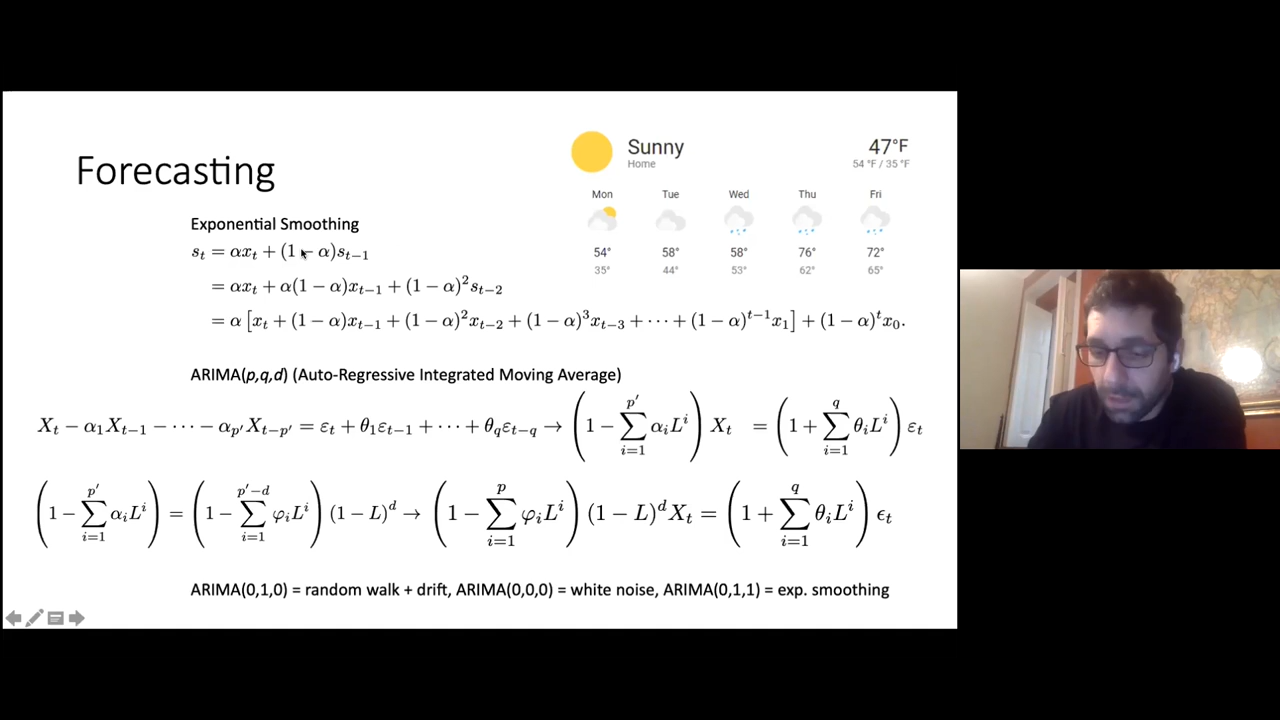 Forecasting
Sunny
Home
47°F
54 °F / 35 °F
Mon Tue Wed Thu Fri
54° 58° 58° 76° 72°
35° 44° 53° 62° 65°
Exponential Smoothing
s_t = αx_t + (1 − α)s_{t−1}
= αx_t + α(1 − α)x_{t−1} + (1 − α)^2 s_{t−2}
= α [x_t + (1 − α)x_{t−1} + (1 − α)^2 x_{t−2} + (1 − α)^3 x_{t−3} + ⋯ + (1 − α)^{t−1} x_1] + (1 − α)^t x_0.
ARIMA(p,q,d) (Auto-Regressive Integrated Moving Average)
X_t − α_1 X_{t−1} − ⋯ − α_{p′} X_{t−p′} = ε_t + θ_1 ε_{t−1} + ⋯ + θ_q ε_{t−q} → (1 − ∑_{i=1}^{p′} α_i L^i) X_t = (1 + ∑_{i=1}^{q} θ_i L^i) ε_t
(1 − ∑_{i=1}^{p′} α_i L^i) = (1 − ∑_{i=1}^{p′−d} φ_i L^i) (1 − L)^d → (1 − ∑_{i=1}^{p} φ_i L^i) (1 − L)^d X_t = (1 + ∑_{i=1}^{q} θ_i L^i) ϵ_t
ARIMA(0,1,0) = random walk + drift, ARIMA(0,0,0) = white noise, ARIMA(0,1,1) = exp. smoothing